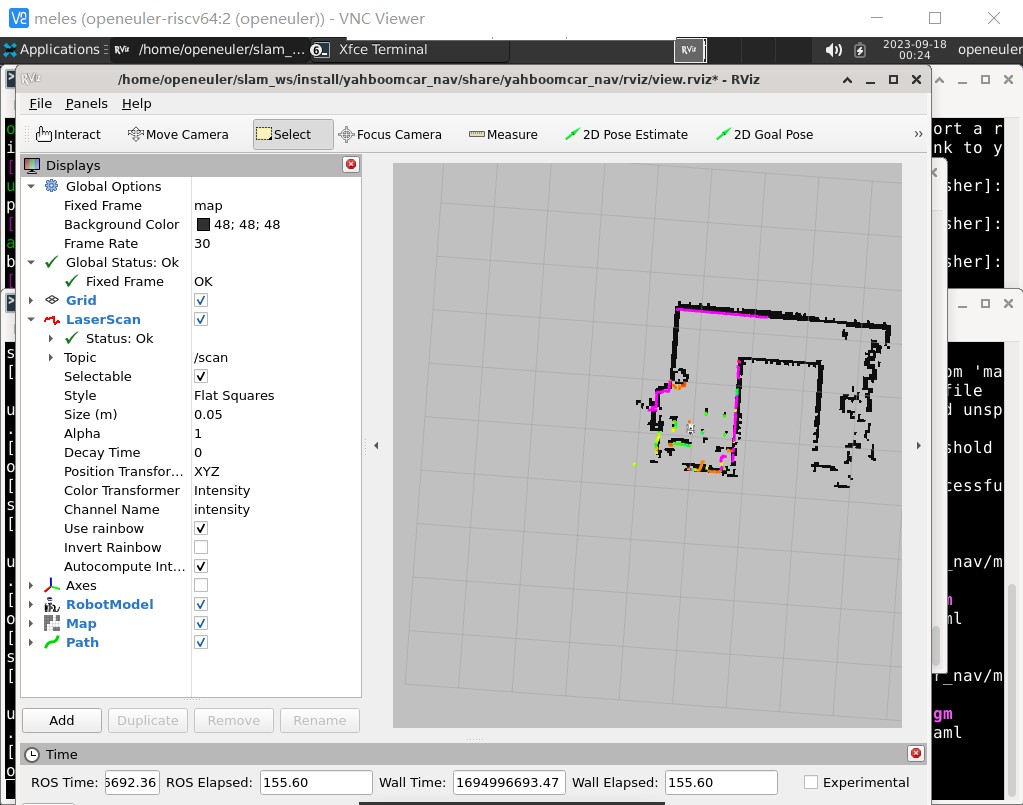 meles (openeuler-riscv64:2 (openeuler)) - VNC Viewer
Applications
RViz
/home/openeuler/slam_...
Xfce Terminal
RViz
2023-09-18
00:24
openeuler
/home/openeuler/slam_ws/install/yahboomcar_nav/share/yahboomcar_nav/rviz/view.rviz* - RViz
File Panels Help
Interact
Move Camera
Select
Focus Camera
Measure
2D Pose Estimate
2D Goal Pose
Displays
Global Options
Fixed Frame map
Background Color 48; 48; 48
Frame Rate 30
Global Status: Ok
Fixed Frame OK
Grid
LaserScan
Status: Ok
Topic /scan
Selectable
Style Flat Squares
Size (m) 0.05
Alpha 1
Decay Time 0
Position Transfor... XYZ
Color Transformer Intensity
Channel Name intensity
Use rainbow
Invert Rainbow
Autocompute Int...
Axes
RobotModel
Map
Path
Add Duplicate Remove Rename
Time
ROS Time: 5692.36 ROS Elapsed: 155.60 Wall Time: 1694996693.47 Wall Elapsed: 155.60 Experimental
ort a r
nk to y
sher]:
sher]:
sher]:
om 'ma
file
d unsp
shold
cessfu
_nav/m
ml
r_nav/m
gm
aml